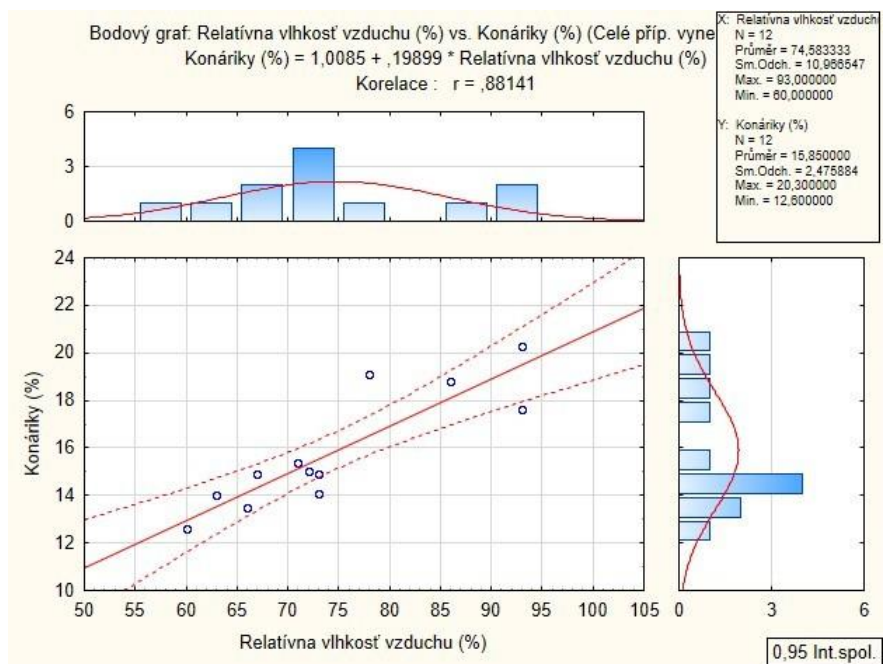 Bodový graf: Relatívna vlhkosť vzduchu (%) vs. Konáriky (%) (Celé příp. vyne
Konáriky (%) = 1,0085 + ,19899 * Relatívna vlhkosť vzduchu (%)
Korelace : r = ,88141
X: Relatívna vlhkosť vzduch
N = 12
Průměr = 74,583333
Sm.Odch. = 10,966547
Max. = 93,000000
Min. = 60,000000
Y: Konáriky (%)
N = 12
Průměr = 15,850000
Sm.Odch. = 2,475884
Max. = 20,300000
Min. = 12,600000
6
3
0
24
22
20
18
16
14
12
10
Konáriky (%)
50 55 60 65 70 75 80 85 90 95 100 105
Relatívna vlhkosť vzduchu (%)
0 3 6
0,95 Int.spol.